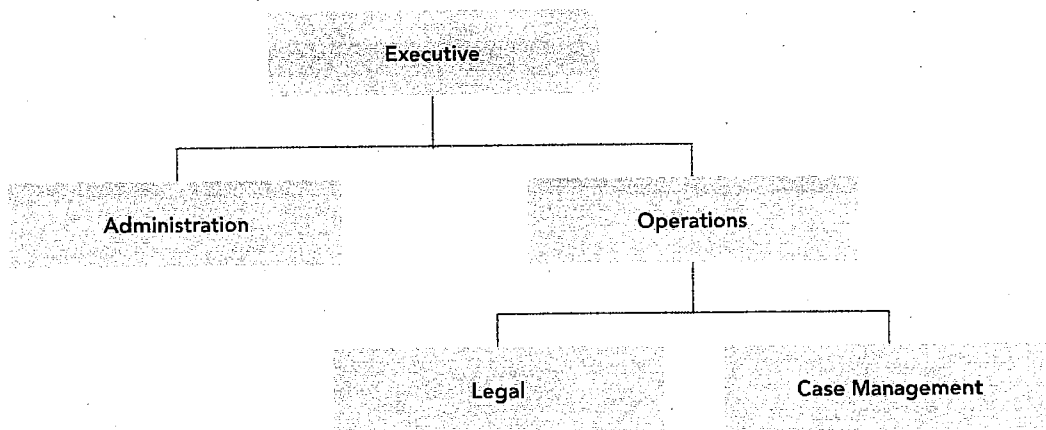 Executive
Administration
Operations
Legal
Case Management